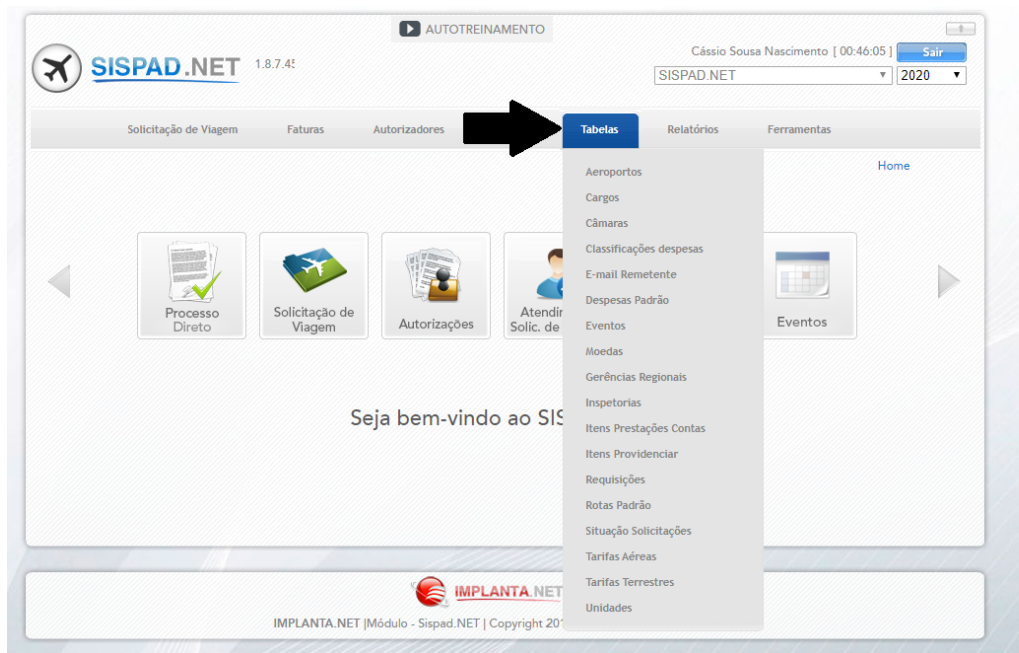 AUTOTREINAMENTO
SISPAD.NET 1.8.7.45
Cássio Sousa Nascimento [ 00:46:05 ] Sair
SISPAD.NET 2020
Solicitação de Viagem Faturas Autorizadores Tabelas Relatórios Ferramentas
Home
Aeroportos
Cargos
Câmaras
Classificações despesas
E-mail Remetente
Despesas Padrão
Eventos
Moedas
Gerências Regionais
Inspetorias
Itens Prestações Contas
Itens Providenciar
Requisições
Rotas Padrão
Situação Solicitações
Tarifas Aéreas
Tarifas Terrestres
Unidades
Processo
Direto
Solicitação de
Viagem
Autorizações
Solic. de
Eventos
Seja bem-vindo ao
IMPLANTA.NET
IMPLANTA.NET |Módulo - Sispad.NET | Copyright